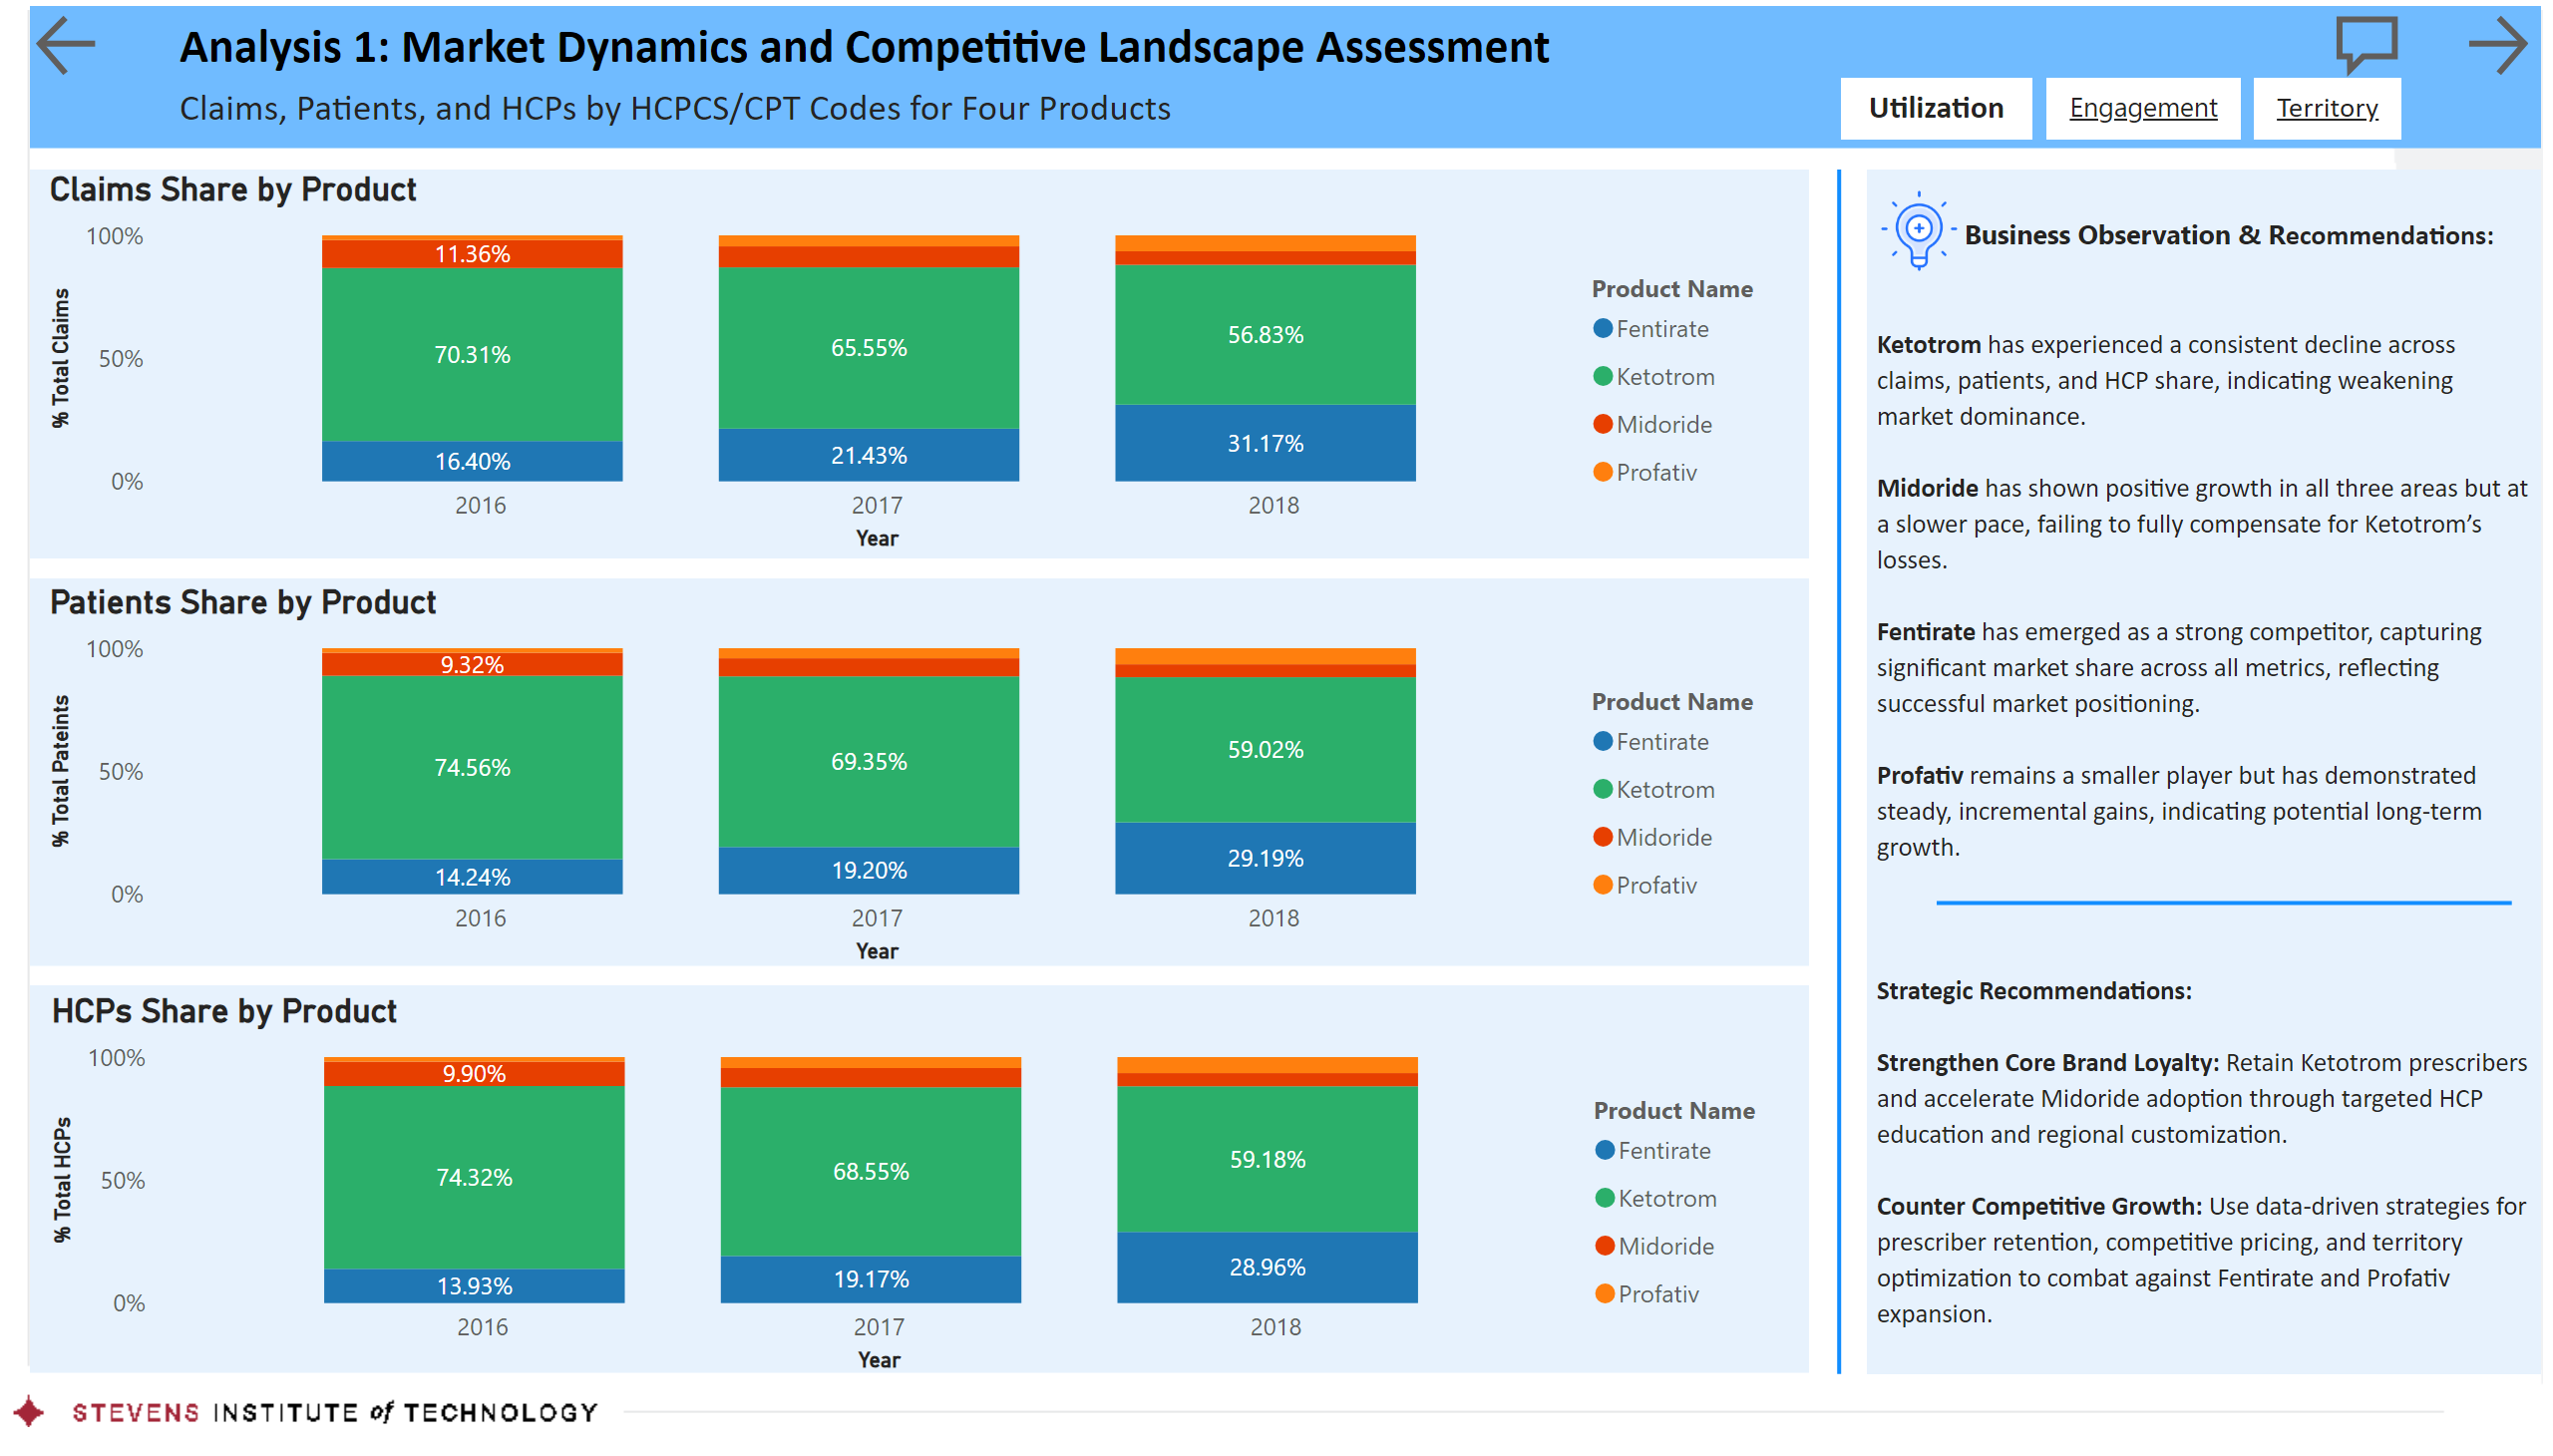 Analysis 1: Market Dynamics and Competitive Landscape Assessment
Claims, Patients, and HCPs by HCPCS/CPT Codes for Four Products
Utilization
Engagement
Territory
Claims Share by Product
% Total Claims
100%
50%
0%
11.36%
70.31%
16.40%
65.55%
21.43%
56.83%
31.17%
2016
2017
2018
Year
Product Name
Fentirate
Ketotrom
Midoride
Profativ
Patients Share by Product
% Total Pateints
100%
50%
0%
9.32%
74.56%
14.24%
69.35%
19.20%
59.02%
29.19%
2016
2017
2018
Year
Product Name
Fentirate
Ketotrom
Midoride
Profativ
HCPs Share by Product
% Total HCPs
100%
50%
0%
9.90%
74.32%
13.93%
68.55%
19.17%
59.18%
28.96%
2016
2017
2018
Year
Product Name
Fentirate
Ketotrom
Midoride
Profativ
Business Observation & Recommendations:
Ketotrom has experienced a consistent decline across
claims, patients, and HCP share, indicating weakening
market dominance.
Midoride has shown positive growth in all three areas but at
a slower pace, failing to fully compensate for Ketotrom’s
losses.
Fentirate has emerged as a strong competitor, capturing
significant market share across all metrics, reflecting
successful market positioning.
Profativ remains a smaller player but has demonstrated
steady, incremental gains, indicating potential long-term
growth.
Strategic Recommendations:
Strengthen Core Brand Loyalty: Retain Ketotrom prescribers
and accelerate Midoride adoption through targeted HCP
education and regional customization.
Counter Competitive Growth: Use data-driven strategies for
prescriber retention, competitive pricing, and territory
optimization to combat against Fentirate and Profativ
expansion.
STEVENS INSTITUTE of TECHNOLOGY